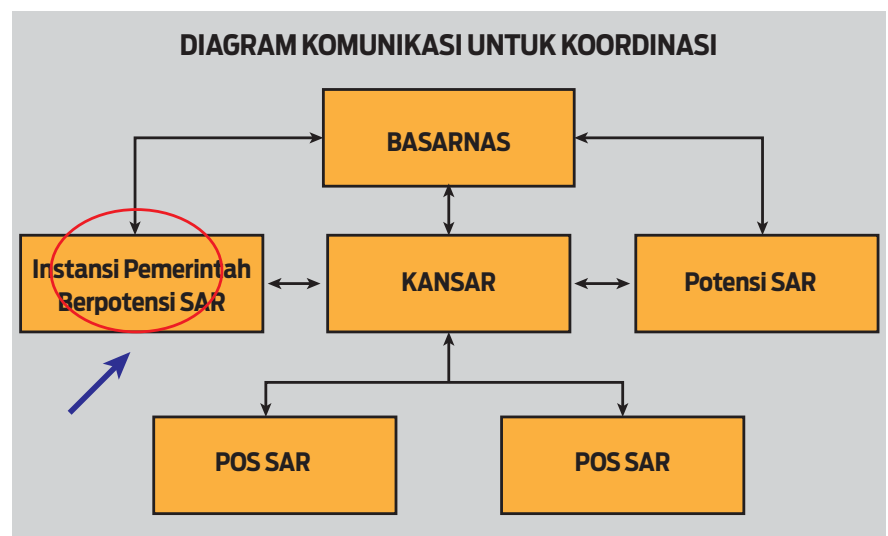 DIAGRAM KOMUNIKASI UNTUK KOORDINASI
BASARNAS
Instansi Pemerintah
Berpotensi SAR
KANSAR
Potensi SAR
POS SAR
POS SAR